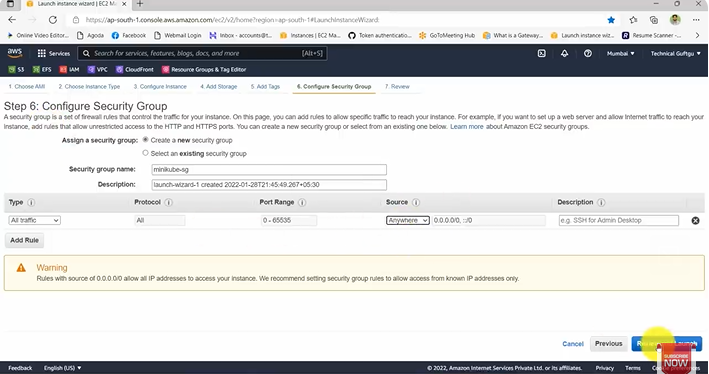 Launch instance wizard | EC2 M
https://ap-south-1.console.aws.amazon.com/ec2/v2/home?region=ap-south-1#LaunchInstanceWizard:
Online Video Editor... Agoda Facebook Webmail Login Inbox - accounts@t... Instances | EC2 Ma... Token authenticatio... GoToMeeting Hub What is a Gateway... Launch instance wiz... Resume Scanner -...
aws Services Search for services, features, blogs, docs, and more [Alt+S] Mumbai Technical Guftgu
S3 EFS IAM VPC CloudFront Resource Groups & Tag Editor
1. Choose AMI 2. Choose Instance Type 3. Configure Instance 4. Add Storage 5. Add Tags 6. Configure Security Group 7. Review
Step 6: Configure Security Group
A security group is a set of firewall rules that control the traffic for your instance. On this page, you can add rules to allow specific traffic to reach your instance. For example, if you want to set up a web server and allow Internet traffic to reach your
instance, add rules that allow unrestricted access to the HTTP and HTTPS ports. You can create a new security group or select from an existing one below. Learn more about Amazon EC2 security groups.
Assign a security group: Create a new security group
Select an existing security group
Security group name: minikube-sg
Description: launch-wizard-1 created 2022-01-28T21:45:49.267+05:30
Type Protocol Port Range Source Description
All traffic All 0 - 65535 Anywhere 0.0.0.0/0, ::/0 e.g. SSH for Admin Desktop
Add Rule
Warning
Rules with source of 0.0.0.0/0 allow all IP addresses to access your instance. We recommend setting security group rules to allow access from known IP addresses only.
Cancel Previous
SUBSCRIBE
NOW
Feedback English (US) © 2022, Amazon Internet Services Private Ltd. or its affiliates. Privacy Terms preferences